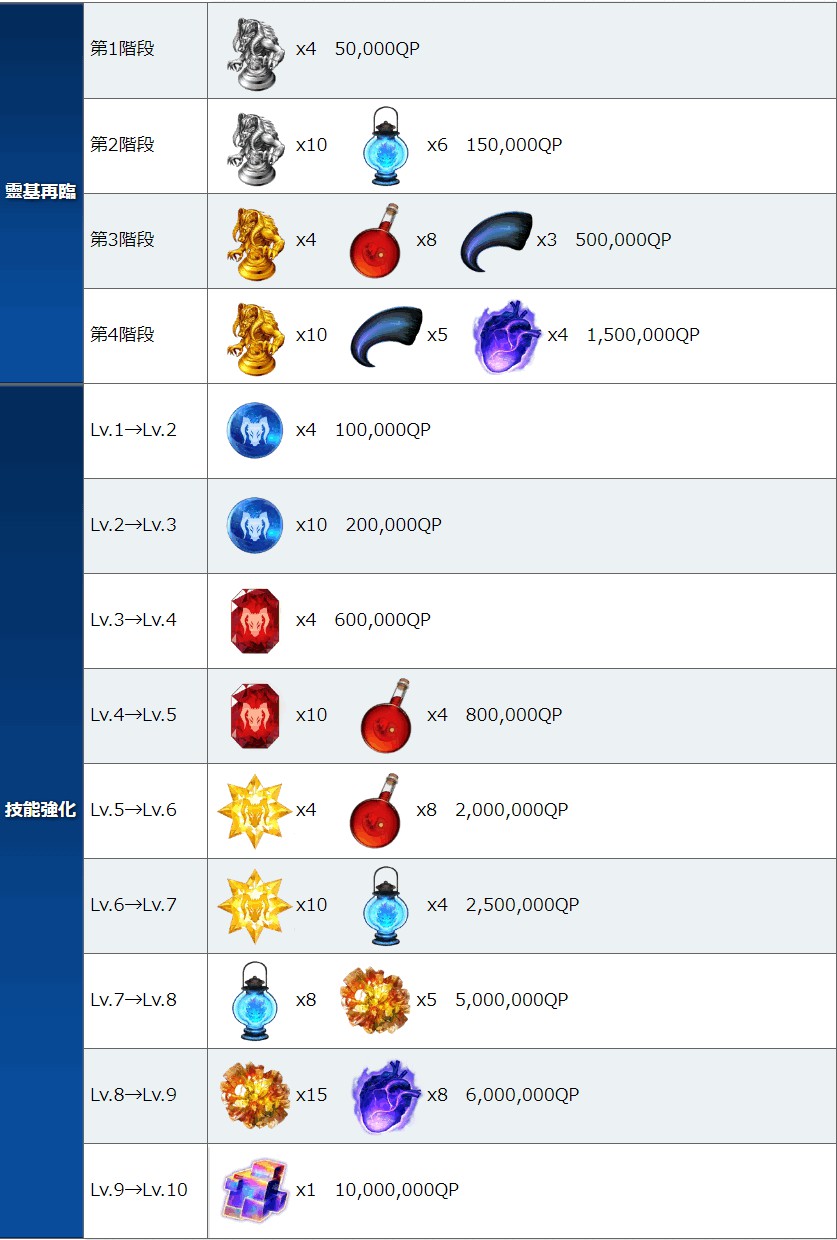 靈基再臨
第1階段 x4 50,000QP
第2階段 x10 x6 150,000QP
第3階段 x4 x8 x3 500,000QP
第4階段 x10 x5 x4 1,500,000QP
技能強化
Lv.1→Lv.2 x4 100,000QP
Lv.2→Lv.3 x10 200,000QP
Lv.3→Lv.4 x4 600,000QP
Lv.4→Lv.5 x10 x4 800,000QP
Lv.5→Lv.6 x4 x8 2,000,000QP
Lv.6→Lv.7 x10 x4 2,500,000QP
Lv.7→Lv.8 x8 x5 5,000,000QP
Lv.8→Lv.9 x15 x8 6,000,000QP
Lv.9→Lv.10 x1 10,000,000QP